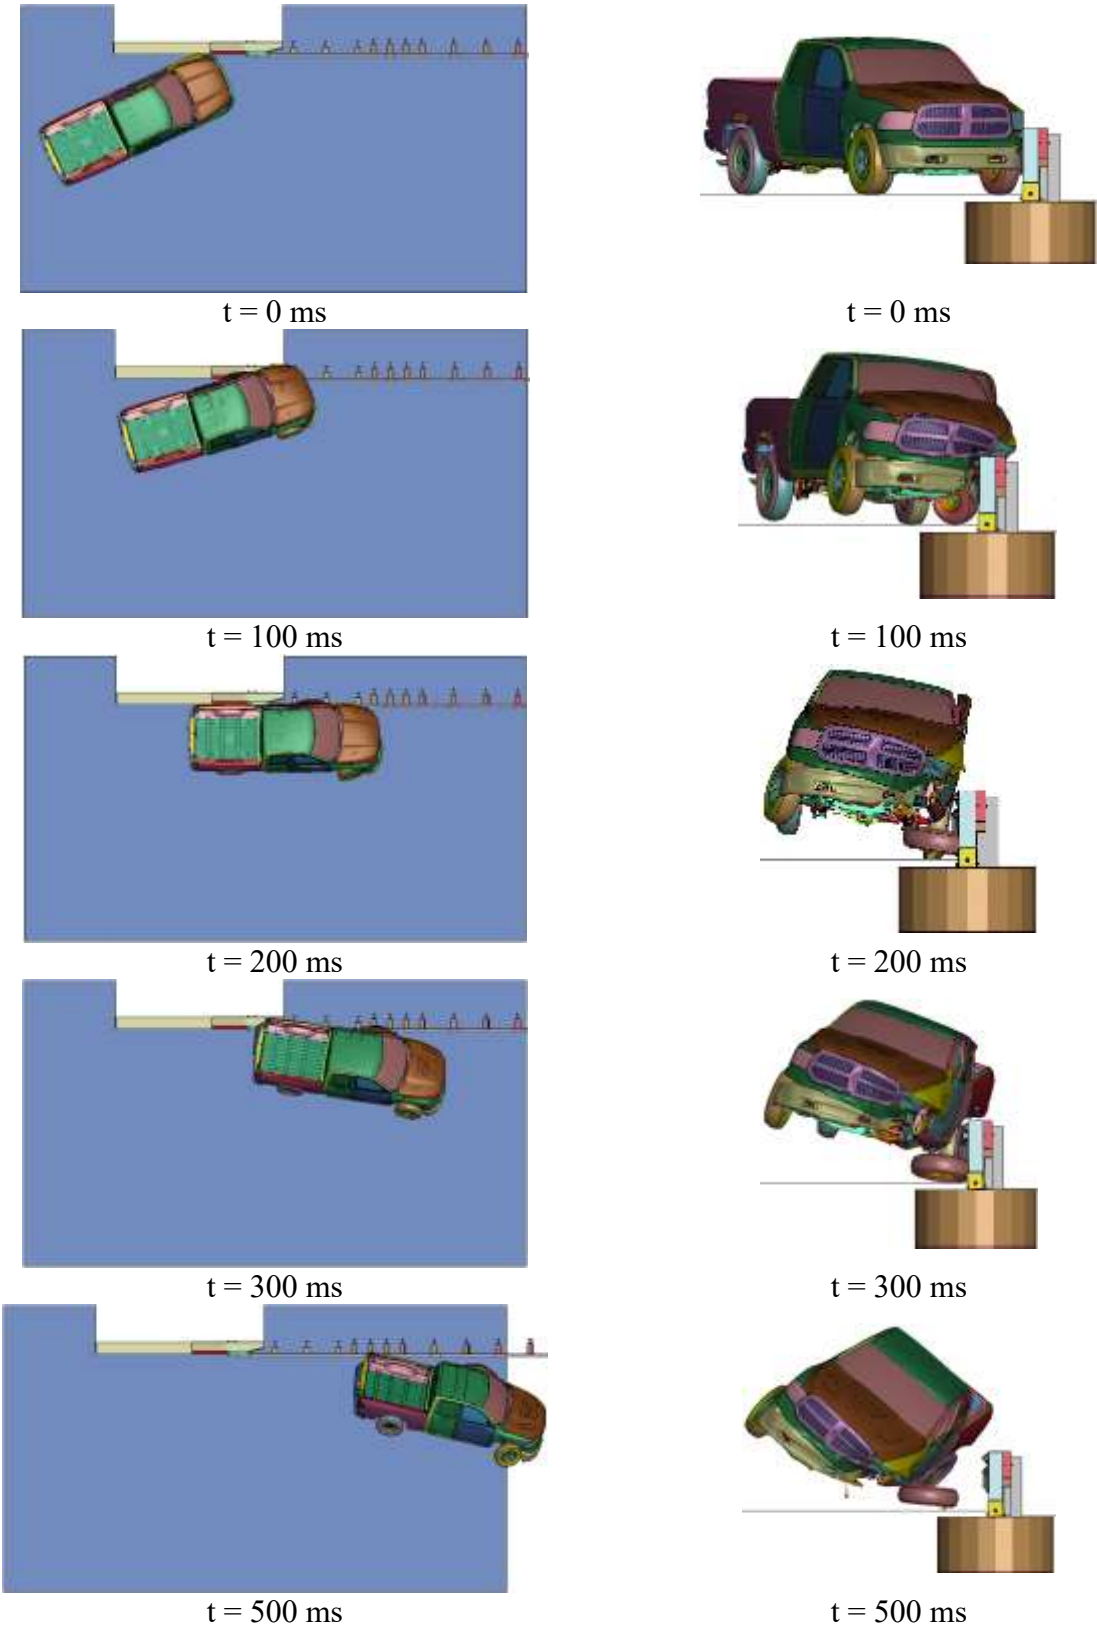 t = 0 ms
t = 0 ms
t = 100 ms
t = 100 ms
t = 200 ms
t = 200 ms
t = 300 ms
t = 300 ms
t = 500 ms
t = 500 ms